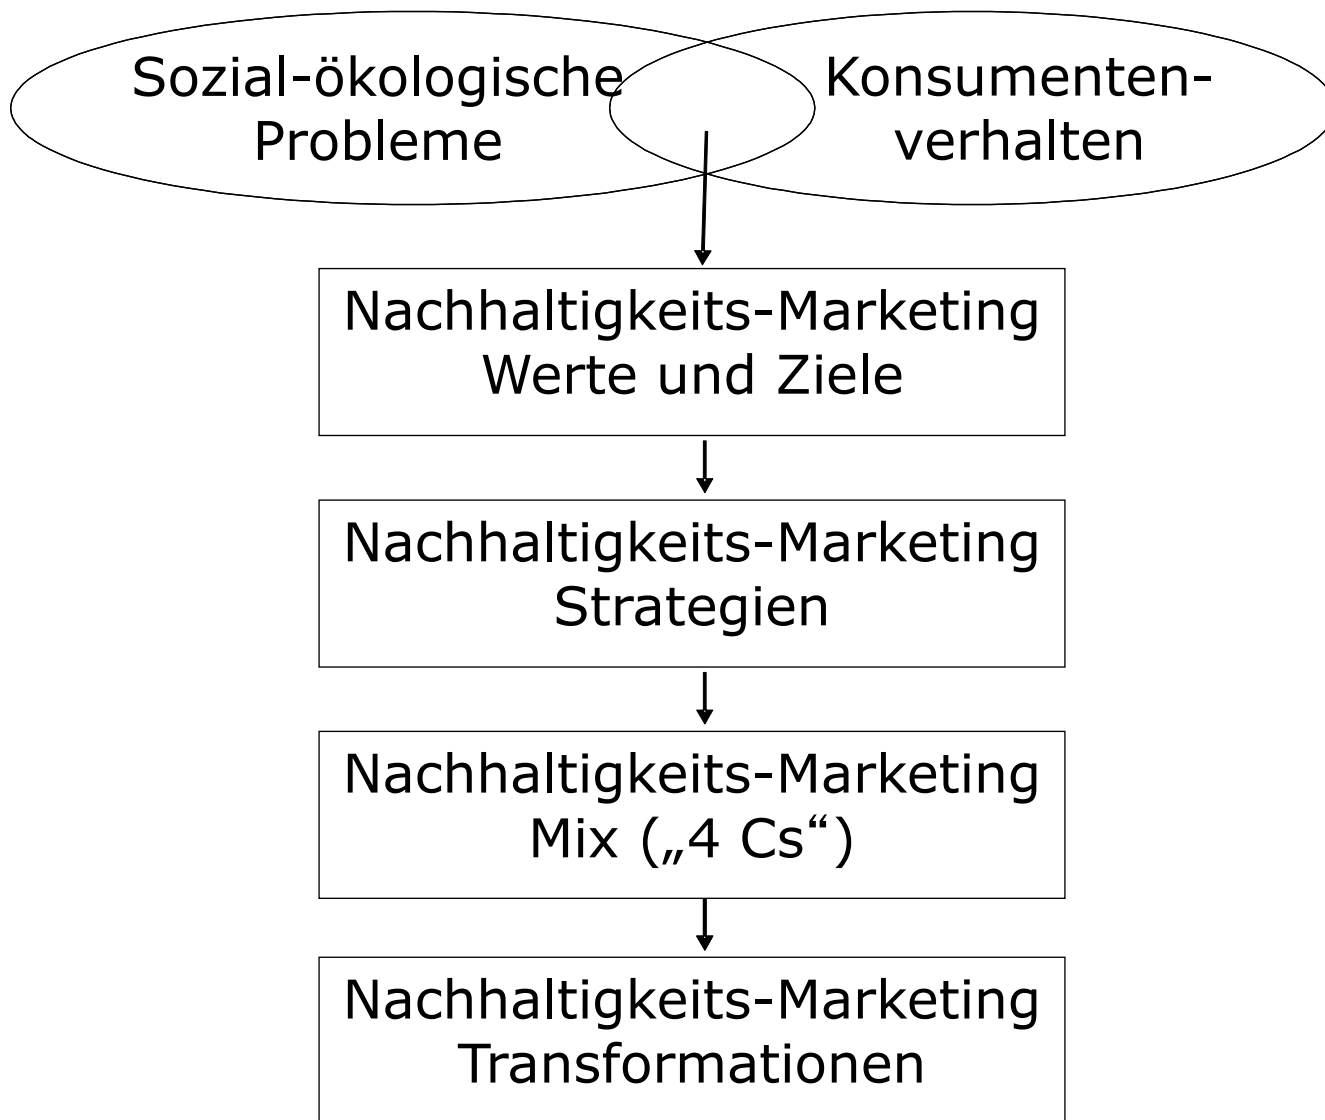 Sozial-ökologische
Probleme
Konsumenten-
verhalten
Nachhaltigkeits-Marketing
Werte und Ziele
Nachhaltigkeits-Marketing
Strategien
Nachhaltigkeits-Marketing
Mix („4 Cs“)
Nachhaltigkeits-Marketing
Transformationen